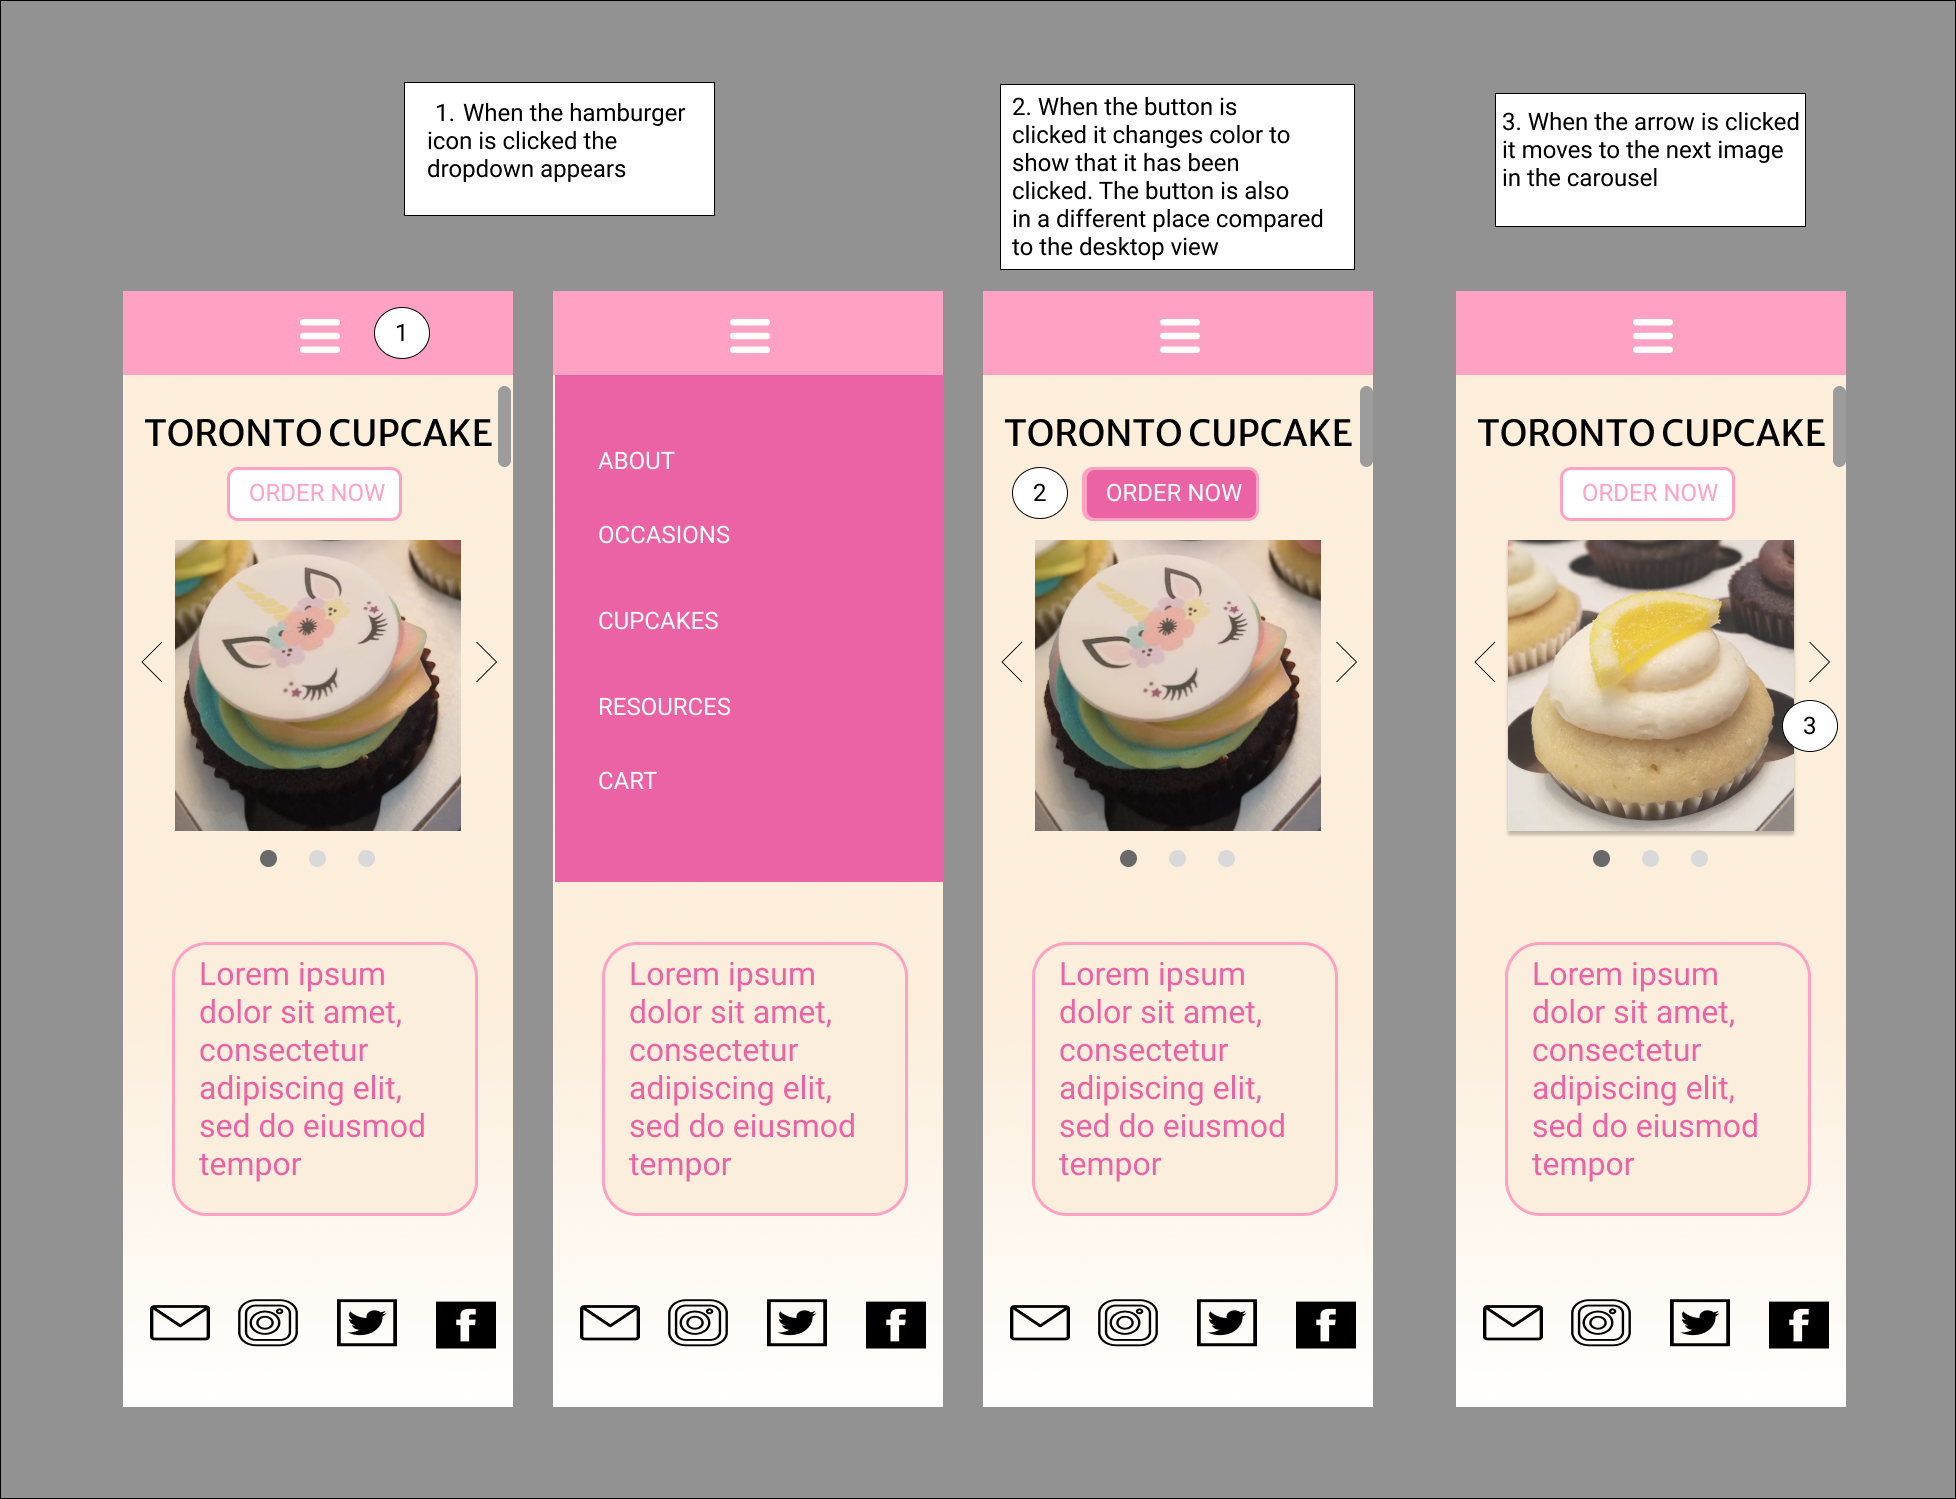 1. When the hamburger
icon is clicked the
dropdown appears
2. When the button is
clicked it changes color to
show that it has been
clicked. The button is also
in a different place compared
to the desktop view
3. When the arrow is clicked
it moves to the next image
in the carousel
1
TORONTO CUPCAKE
ORDER NOW
Lorem ipsum
dolor sit amet,
consectetur
adipiscing elit,
sed do eiusmod
tempor
ABOUT
OCCASIONS
CUPCAKES
RESOURCES
CART
Lorem ipsum
dolor sit amet,
consectetur
adipiscing elit,
sed do eiusmod
tempor
TORONTO CUPCAKE
2
ORDER NOW
Lorem ipsum
dolor sit amet,
consectetur
adipiscing elit,
sed do eiusmod
tempor
TORONTO CUPCAKE
ORDER NOW
3
Lorem ipsum
dolor sit amet,
consectetur
adipiscing elit,
sed do eiusmod
tempor